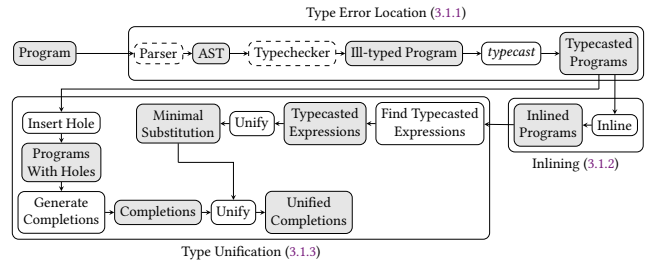 Type Error Location (3.1.1)
Program
Parser
AST
Typechecker
Ill-typed Program
typecast
Typecasted
Programs
Insert Hole
Minimal
Substitution
Unify
Typecasted
Expressions
Find Typecasted
Expressions
Inlined
Programs
Inline
Inlining (3.1.2)
Programs
With Holes
Generate
Completions
Completions
Unify
Unified
Completions
Type Unification (3.1.3)